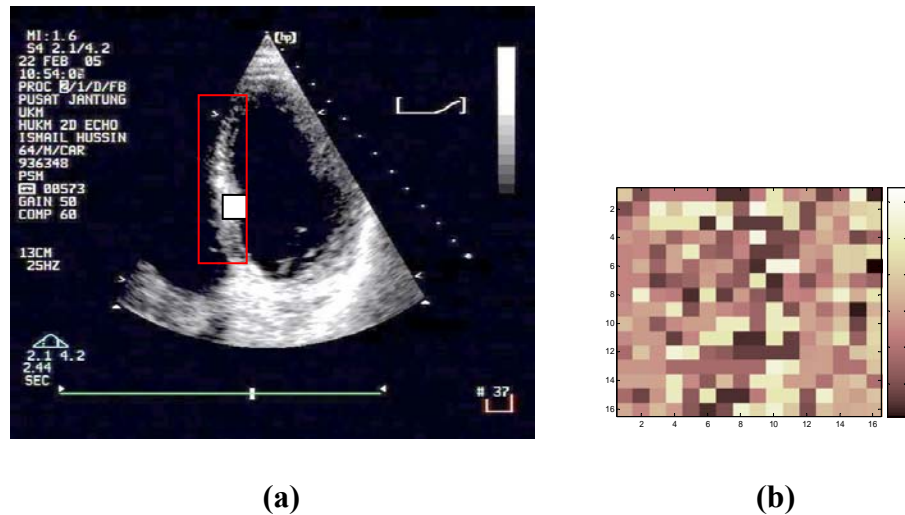 MI:1.6
S4 2.1/4.2
22 FEB 05
10:54:08
PROC 2/1/D/FB
PUSAT JANTUNG
UKM
HUKM 2D ECHO
ISMAIL HUSSIN
64/M/CAR
936348
PSM
00573
GAIN 50
COMP 60
13CM
25HZ
2.1 4.2
2.44
SEC
[hp]
# 37
(a)
2
4
6
8
10
12
14
16
2 4 6 8 10 12 14 16
(b)